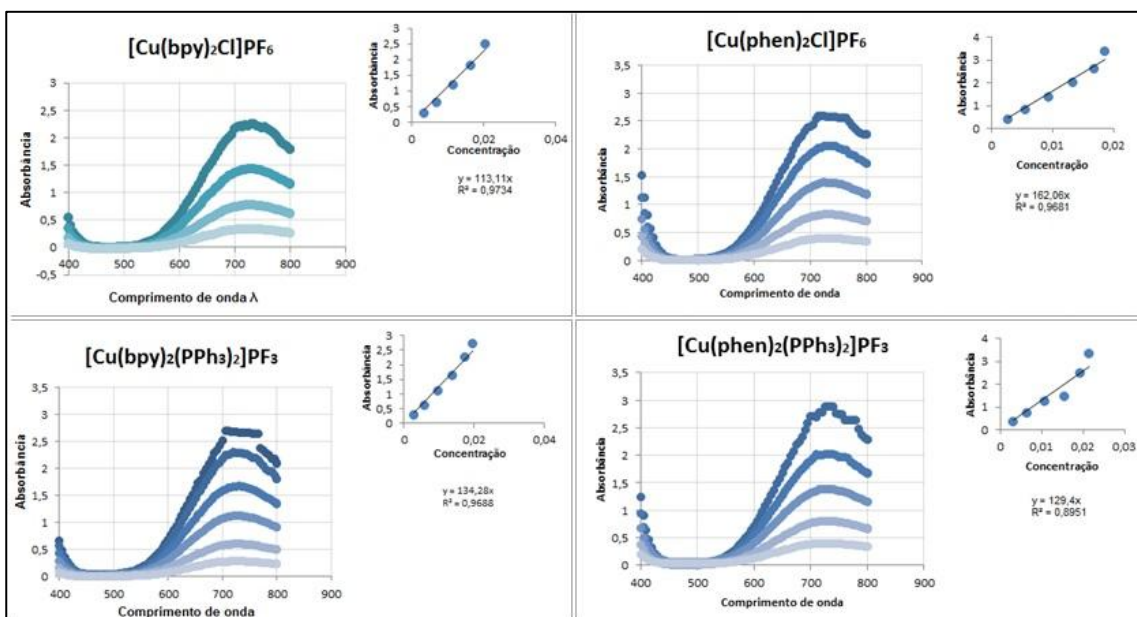 [Cu(bpy)₂Cl]PF₆
Absorbância
3
2,5
2
1,5
1
0,5
0
-0,5
400 500 600 700 800 900
Comprimento de onda λ
Absorbância
3
2,5
2
1,5
1
0,5
0
0 0,02 0,04
Concentração
y = 113,11x
R² = 0,9734
[Cu(phen)₂Cl]PF₆
Absorbância
3,5
3
2,5
2
1,5
1
0,5
0
400 500 600 700 800 900
Comprimento de onda
Absorbância
4
3
2
1
0
0 0,01 0,02
Concentração
y = 162,06x
R² = 0,9681
[Cu(bpy)₂(PPh₃)₂]PF₃
Absorbância
3,5
3
2,5
2
1,5
1
0,5
0
400 500 600 700 800 900
Comprimento de onda
Absorbância
3
2,5
2
1,5
1
0,5
0
0 0,02 0,04
Concentração
y = 134,28x
R² = 0,9688
[Cu(phen)₂(PPh₃)₂]PF₃
Absorbância
3,5
3
2,5
2
1,5
1
0,5
0
400 500 600 700 800 900
Comprimento de onda
Absorbância
4
3
2
1
0
0 0,01 0,02 0,03
Concentração
y = 129,4x
R² = 0,8951